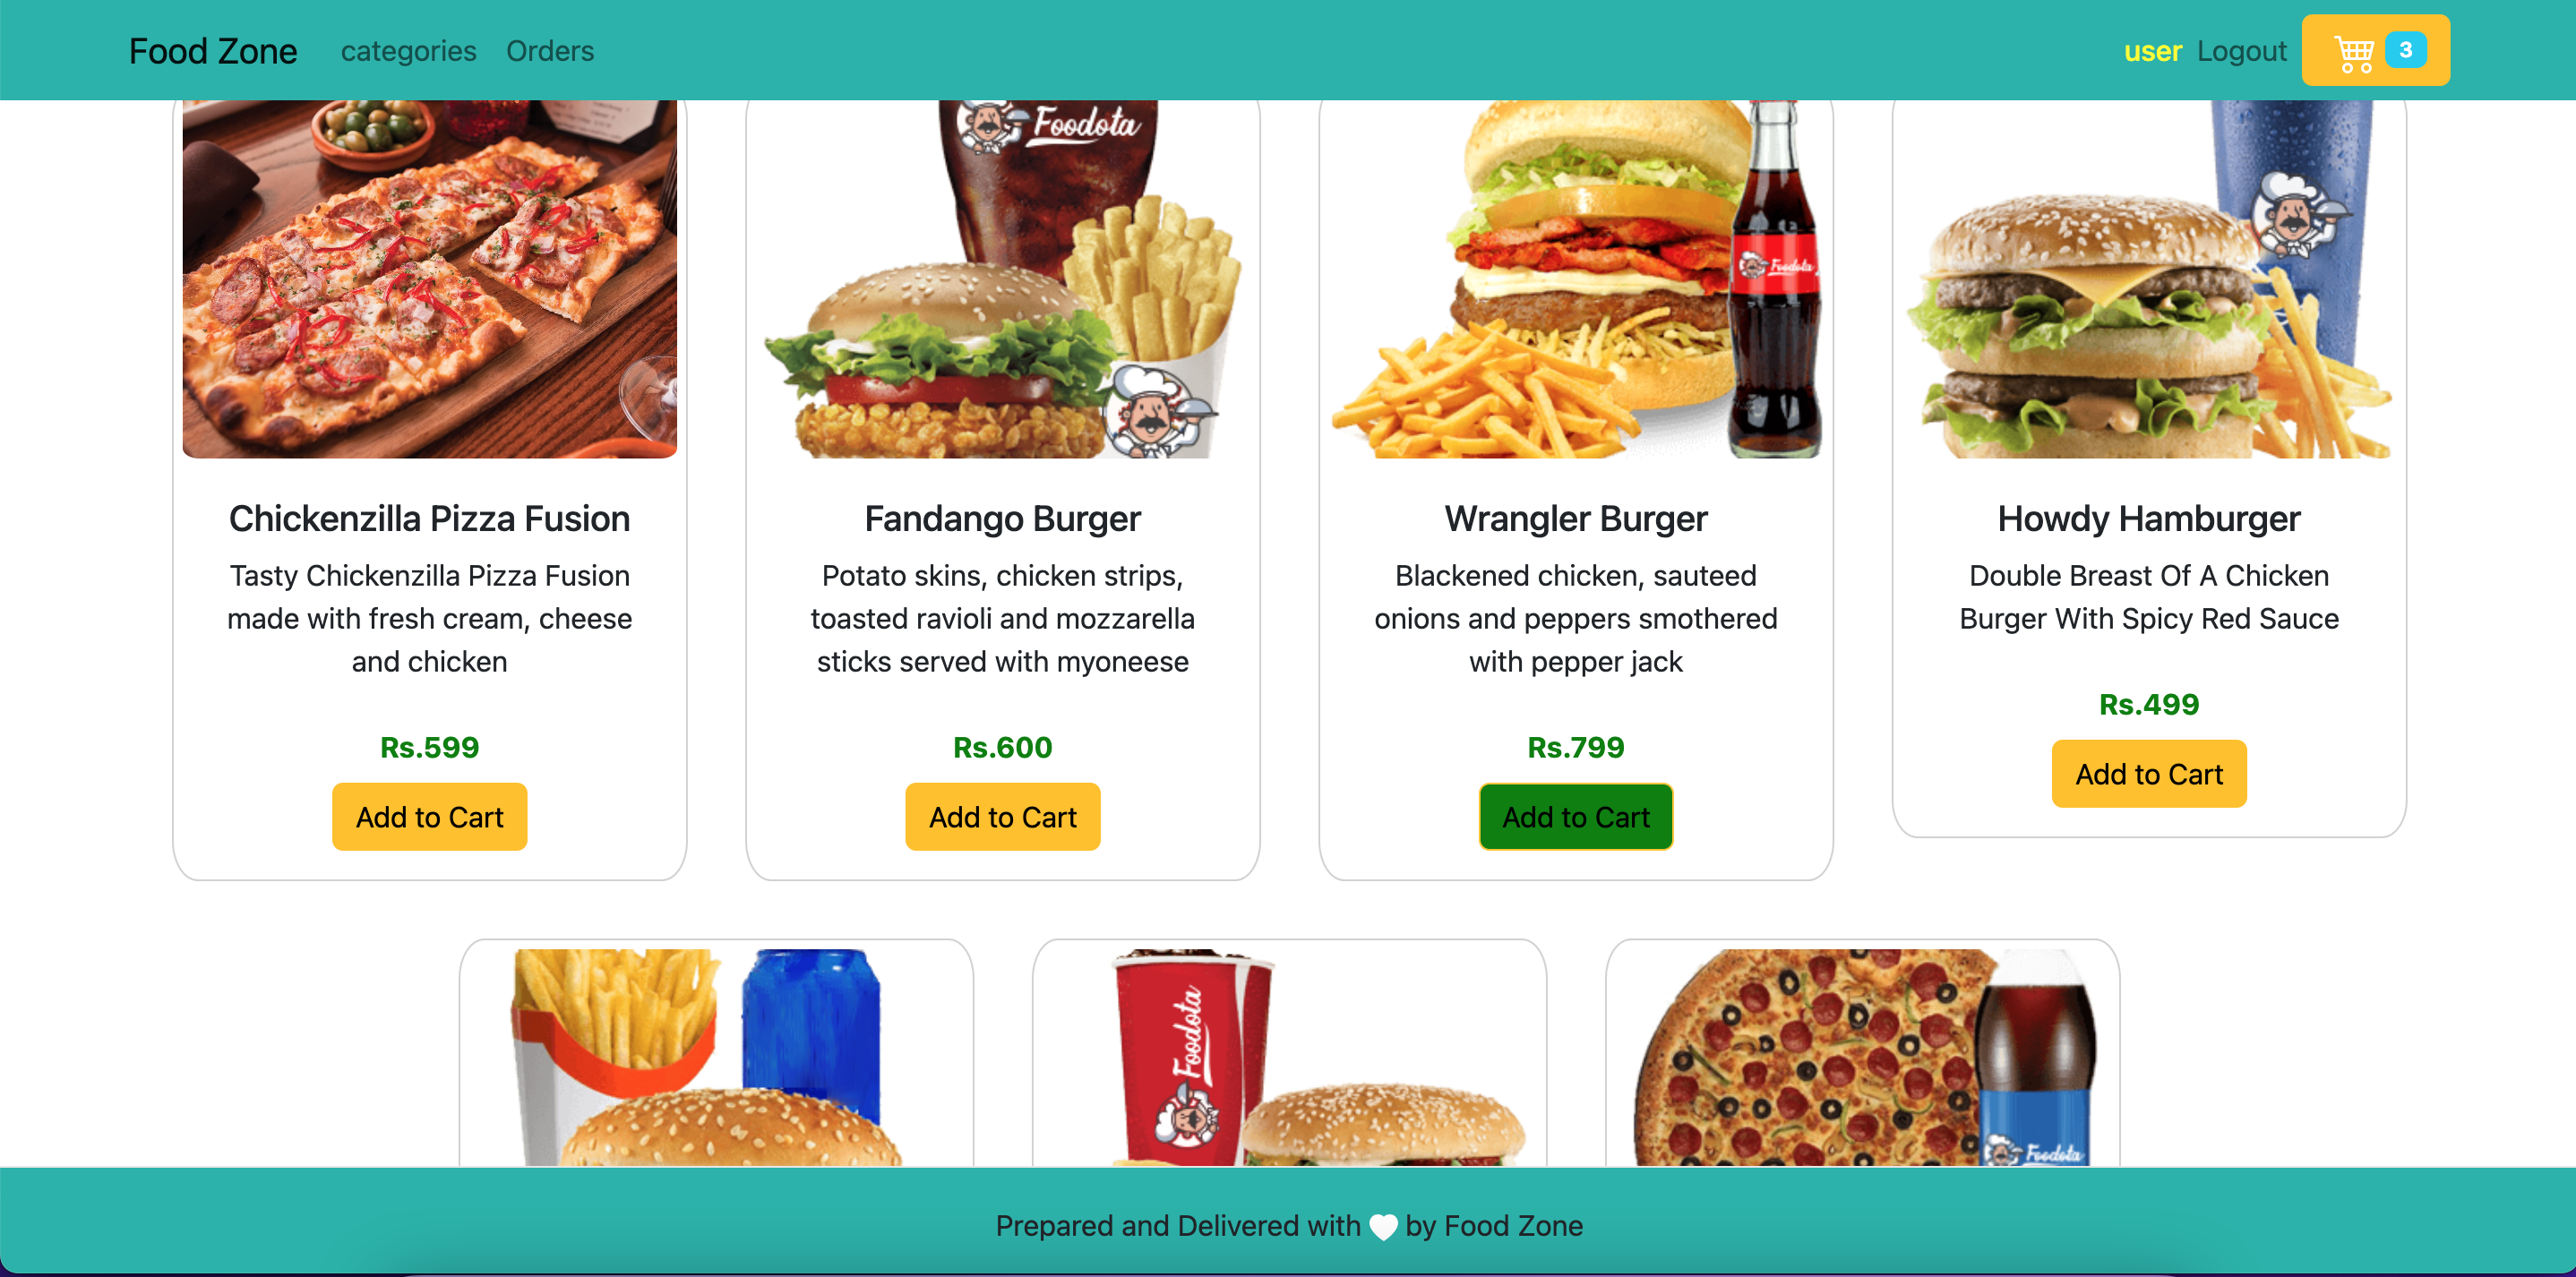 Food Zone categories Orders user Logout 3
Foodota
Foodota
Chickenzilla Pizza Fusion
Tasty Chickenzilla Pizza Fusion
made with fresh cream, cheese
and chicken
Rs.599
Add to Cart
Fandango Burger
Potato skins, chicken strips,
toasted ravioli and mozzarella
sticks served with myoneese
Rs.600
Add to Cart
Wrangler Burger
Blackened chicken, sauteed
onions and peppers smothered
with pepper jack
Rs.799
Add to Cart
Howdy Hamburger
Double Breast Of A Chicken
Burger With Spicy Red Sauce
Rs.499
Add to Cart
Foodota
Foodota
Prepared and Delivered with 🤍 by Food Zone